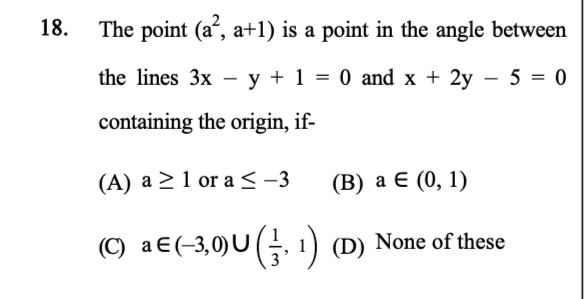 18. The point (a², a+1) is a point in the angle between
the lines 3x − y + 1 = 0 and x + 2y − 5 = 0
containing the origin, if-
(A) a ≥ 1 or a ≤ −3 (B) a ∈ (0, 1)
(C) a ∈ (−3,0) ∪ (1/3, 1) (D) None of these